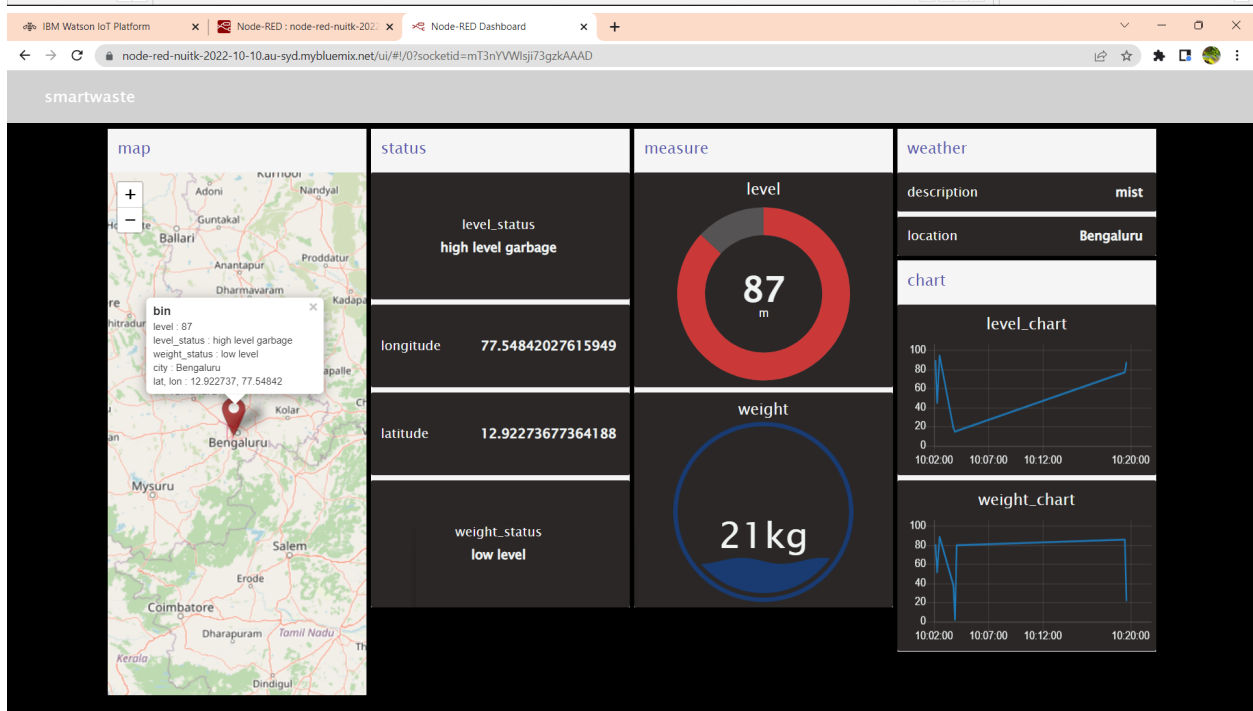 IBM Watson IoT Platform
Node-RED : node-red-nuitk-202
Node-RED Dashboard
node-red-nuitk-2022-10-10.au-syd.mybluemix.net/ui/#!/0?socketid=mT3nYVWIsji73gzkAAAD
smartwaste
map
+
−
Adoni
Nandyal
Guntakal
Ballari
Anantapur
Proddatur
Dharmavaram
Kadapa
bin
level : 87
level_status : high level garbage
weight_status : low level
city : Bengaluru
lat, lon : 12.922737, 77.54842
hitradur
apalle
Kolar
Bengaluru
Mysuru
Salem
Erode
Coimbatore
Dharapuram
Tamil Nadu
Kerala
Dindigul
status
level_status
high level garbage
longitude 77.54842027615949
latitude 12.92273677364188
weight_status
low level
measure
level
87
m
weight
21kg
weather
description mist
location Bengaluru
chart
level_chart
100
80
60
40
20
0
10:02:00 10:07:00 10:12:00 10:20:00
weight_chart
100
80
60
40
20
0
10:02:00 10:07:00 10:12:00 10:20:00